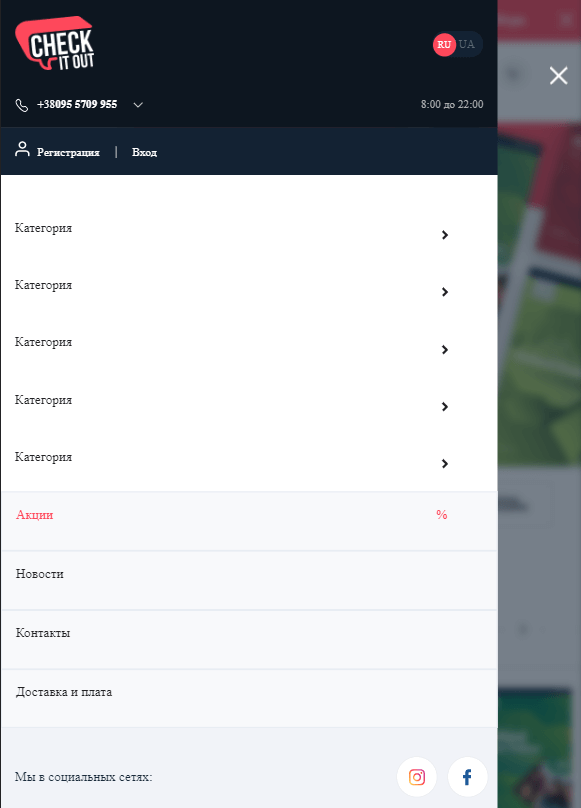 CHECK
IT OUT
RU UA
+38095 5709 955
8:00 до 22:00
Регистрация | Вход
Категория
Категория
Категория
Категория
Категория
Акции %
Новости
Контакты
Доставка и плата
Мы в социальных сетях: